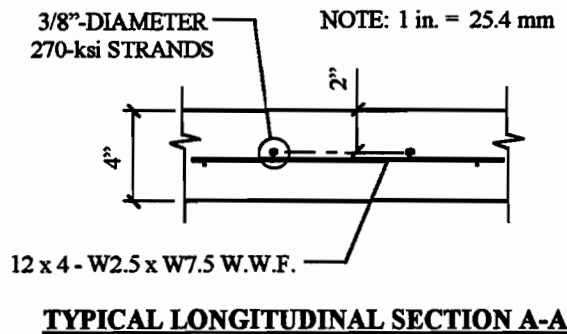 3/8”-DIAMETER
270-ksi STRANDS
NOTE: 1 in. = 25.4 mm
2”
4”
12 x 4 - W2.5 x W7.5 W.W.F.
TYPICAL LONGITUDINAL SECTION A-A